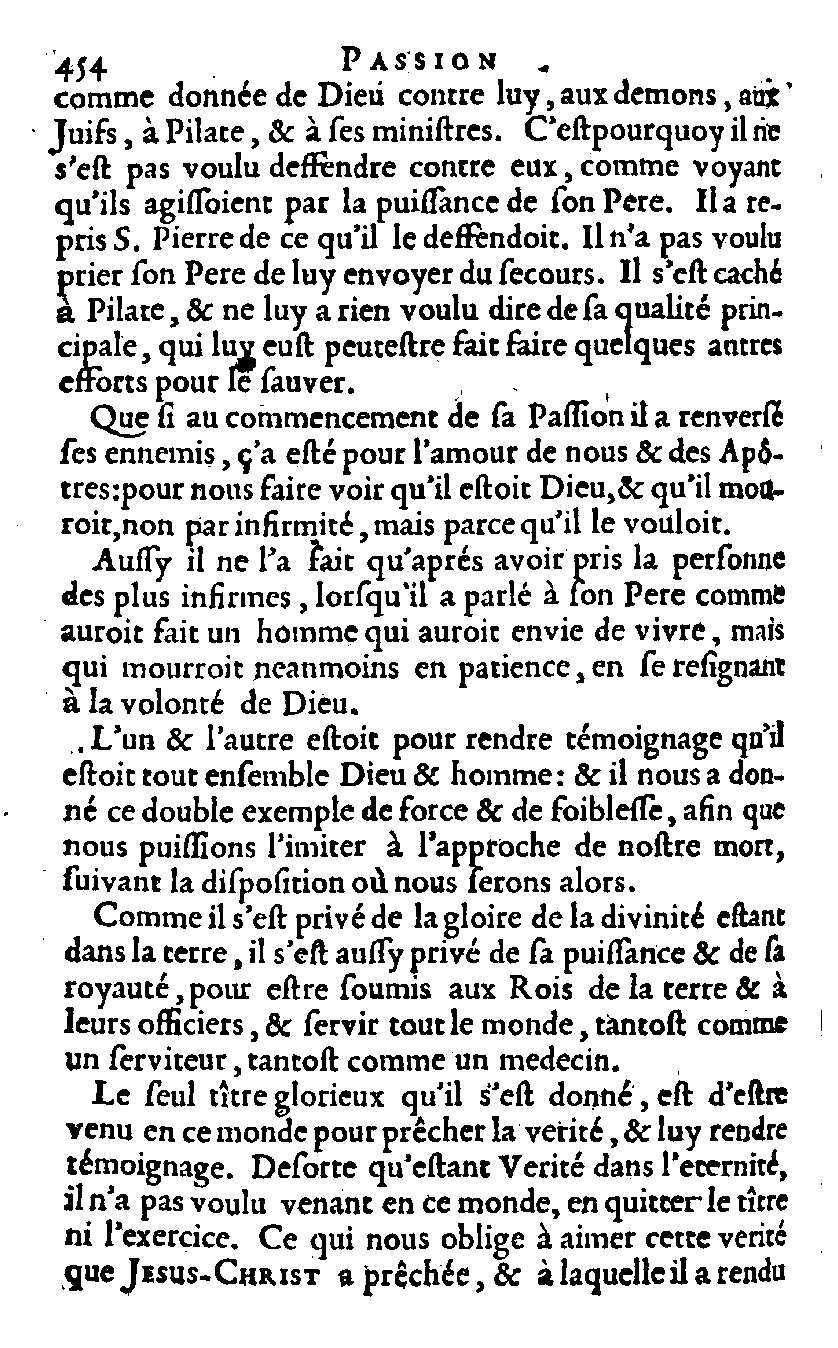 454 PASSION
comme donnée de Dieu contre luy, aux demons, aux
Juifs, à Pilate, & à ſes miniſtres. C'eſtpourquoy il ne
s'eſt pas voulu deffendre contre eux, comme voyant
qu'ils agiſſoient par la puiſſance de ſon Pere. Il a re-
pris S. Pierre de ce qu'il le deffendoit. Il n'a pas voulu
prier ſon Pere de luy envoyer du ſecours. Il s'eſt caché
à Pilate, & ne luy a rien voulu dire de ſa qualité prin-
cipale, qui luy euſt peuteſtre fait faire quelques antres
efforts pour ſe ſauver.
Que ſi au commencement de ſa Paſſion il a renverſé
ſes ennemis, ç'a eſté pour l'amour de nous & des Apô-
tres: pour nous faire voir qu'il eſtoit Dieu, & qu'il mou-
roit, non par infirmité, mais parce qu'il le vouloit.
Auſſy il ne l'a fait qu'aprés avoir pris la perſonne
des plus infirmes, lorſqu'il a parlé à ſon Pere comme
auroit fait un homme qui auroit envie de vivre, mais
qui mourroit neanmoins en patience, en ſe reſignant
à la volonté de Dieu.
L'un & l'autre eſtoit pour rendre témoignage qu'il
eſtoit tout enſemble Dieu & homme: & il nous a don-
né ce double exemple de force & de foibleſſe, afin que
nous puiſſions l'imiter à l'approche de noſtre mort,
ſuivant la diſpoſition où nous ſerons alors.
Comme il s'eſt privé de la gloire de la divinité eſtant
dans la terre, il s'eſt auſſy privé de ſa puiſſance & de ſa
royauté, pour eſtre ſoumis aux Rois de la terre & à
leurs officiers, & ſervir tout le monde, tantoſt comme
un ſerviteur, tantoſt comme un medecin.
Le ſeul tître glorieux qu'il s'eſt donné, eſt d'eſtre
venu en ce monde pour prêcher la verité, & luy rendre
témoignage. Deſorte qu'eſtant Verité dans l'eternité,
il n'a pas voulu venant en ce monde, en quitter le tître
ni l'exercice. Ce qui nous oblige à aimer cette verité
que JESUS-CHRIST a prêchée, & à laquelle il a rendu